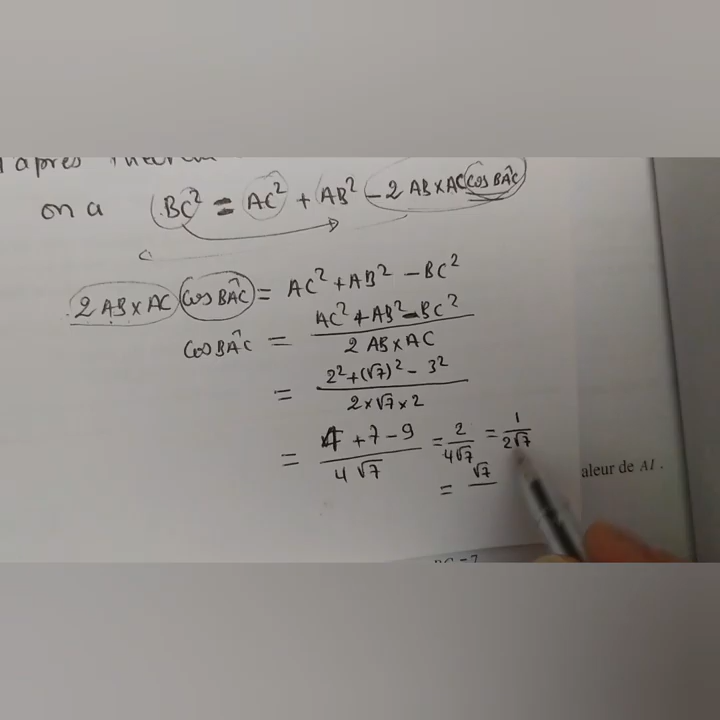 d'après théorèm
on a BC² = AC² + AB² - 2 AB × AC cos BÂC
2 AB × AC cos BÂC = AC² + AB² - BC²
cos BÂC = (AC² + AB² - BC²) / (2 AB × AC)
= (2² + (√7)² - 3²) / (2 × √7 × 2)
= (4 + 7 - 9) / (4√7) = 2 / (4√7) = 1 / (2√7)
= √7
aleur de AI.